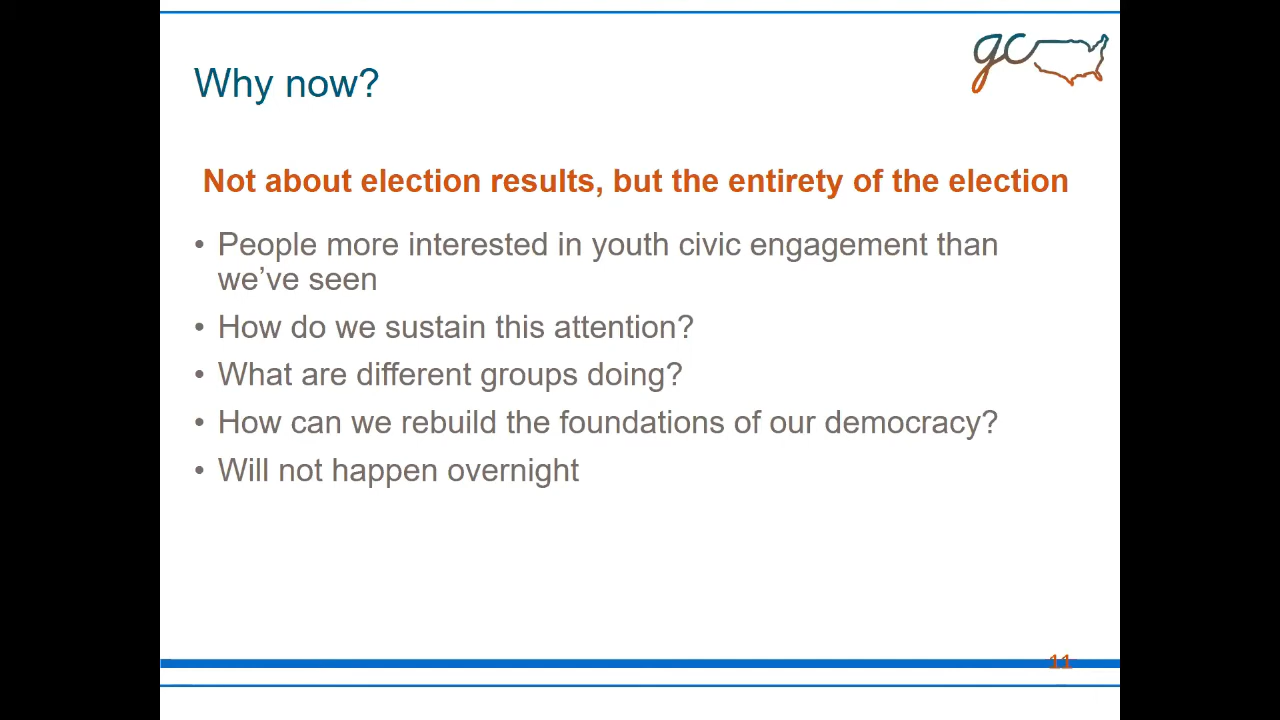 gc
Why now?
Not about election results, but the entirety of the election
• People more interested in youth civic engagement than
we’ve seen
• How do we sustain this attention?
• What are different groups doing?
• How can we rebuild the foundations of our democracy?
• Will not happen overnight
11